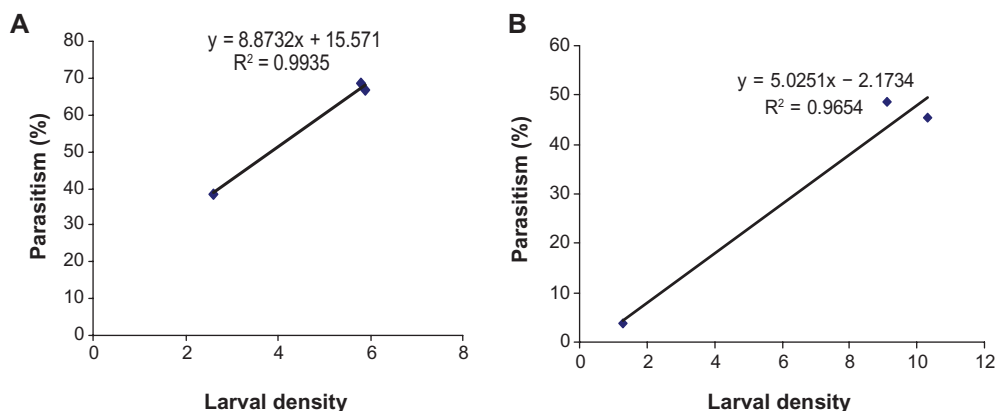 A
y = 8.8732x + 15.571
R² = 0.9935
Parasitism (%)
80
70
60
50
40
30
20
10
0
0 2 4 6 8
Larval density
B
y = 5.0251x − 2.1734
R² = 0.9654
Parasitism (%)
60
50
40
30
20
10
0
0 2 4 6 8 10 12
Larval density